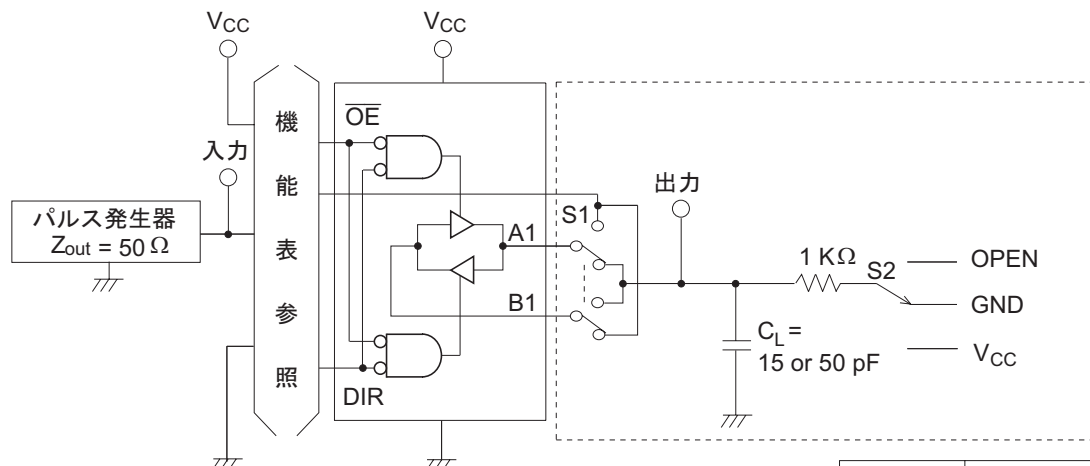 VCC
VCC
機能表参照
入力
パルス発生器
Zout = 50 Ω
OE
DIR
A1
B1
S1
出力
CL =
15 or 50 pF
1 KΩ
S2
OPEN
GND
VCC